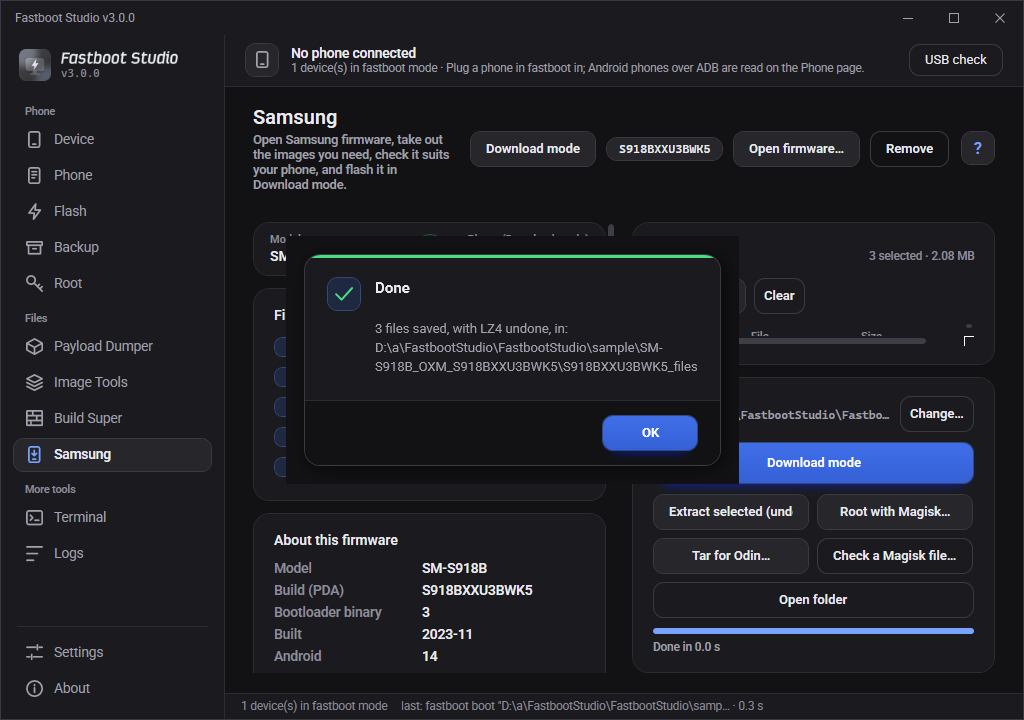 Fastboot Studio v3.0.0
Fastboot Studio
v3.0.0
No phone connected
1 device(s) in fastboot mode · Plug a phone in fastboot in; Android phones over ADB are read on the Phone page.
USB check
Phone
Device
Phone
Flash
Backup
Root
Files
Payload Dumper
Image Tools
Build Super
Samsung
More tools
Terminal
Logs
Settings
About
Samsung
Open Samsung firmware, take out
the images you need, check it suits
your phone, and flash it in
Download mode.
Download mode
S918BXXU3BWK5
Open firmware...
Remove
?
3 selected · 2.08 MB
Clear
File
Size
Done
3 files saved, with LZ4 undone, in:
D:\a\FastbootStudio\FastbootStudio\sample\SM-
S918B_OXM_S918BXXU3BWK5\S918BXXU3BWK5_files
OK
\FastbootStudio\Fastbo...
Change...
Download mode
Extract selected (und
Root with Magisk...
Tar for Odin...
Check a Magisk file...
Open folder
Done in 0.0 s
About this firmware
Model
SM-S918B
Build (PDA)
S918BXXU3BWK5
Bootloader binary
3
Built
2023-11
Android
14
1 device(s) in fastboot mode
last: fastboot boot "D:\a\FastbootStudio\FastbootStudio\samp... · 0.3 s